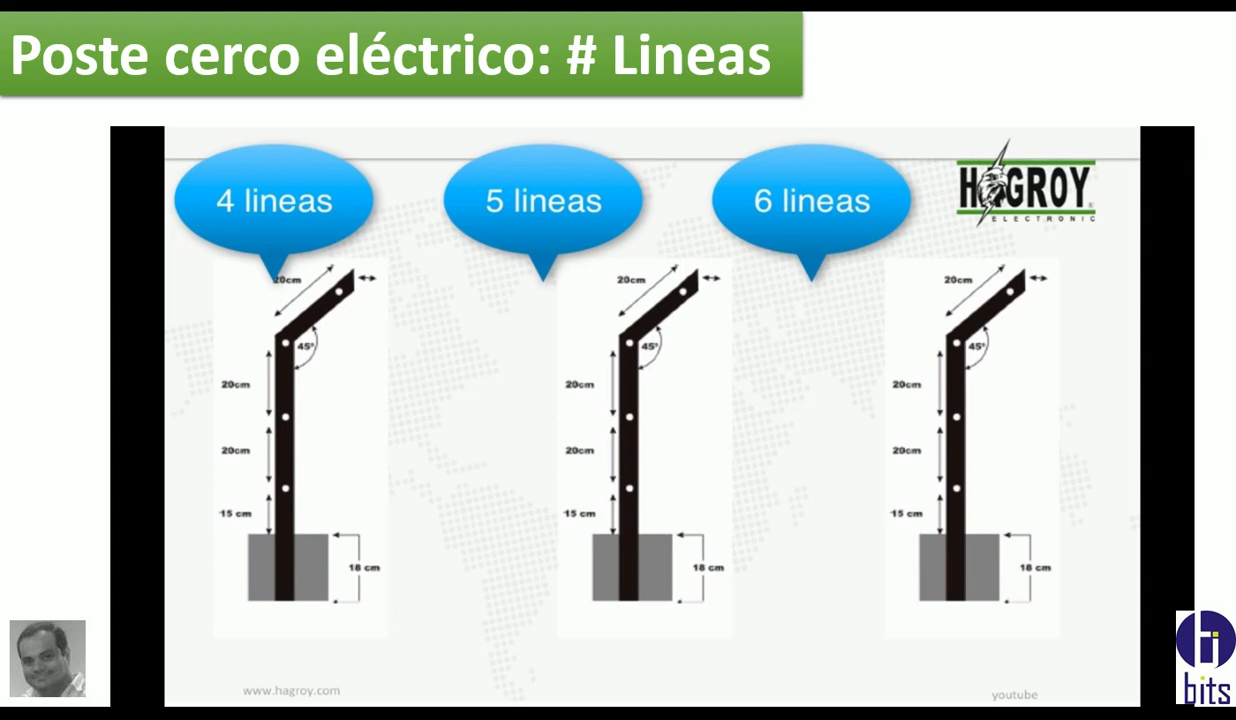 Poste cerco eléctrico: # Lineas
4 lineas
5 lineas
6 lineas
HAGROY
ELECTRONIC
20cm
45°
20cm
20cm
15 cm
18 cm
20cm
45°
20cm
20cm
15 cm
18 cm
20cm
45°
20cm
20cm
15 cm
18 cm
www.hagroy.com
youtube
hi
bits